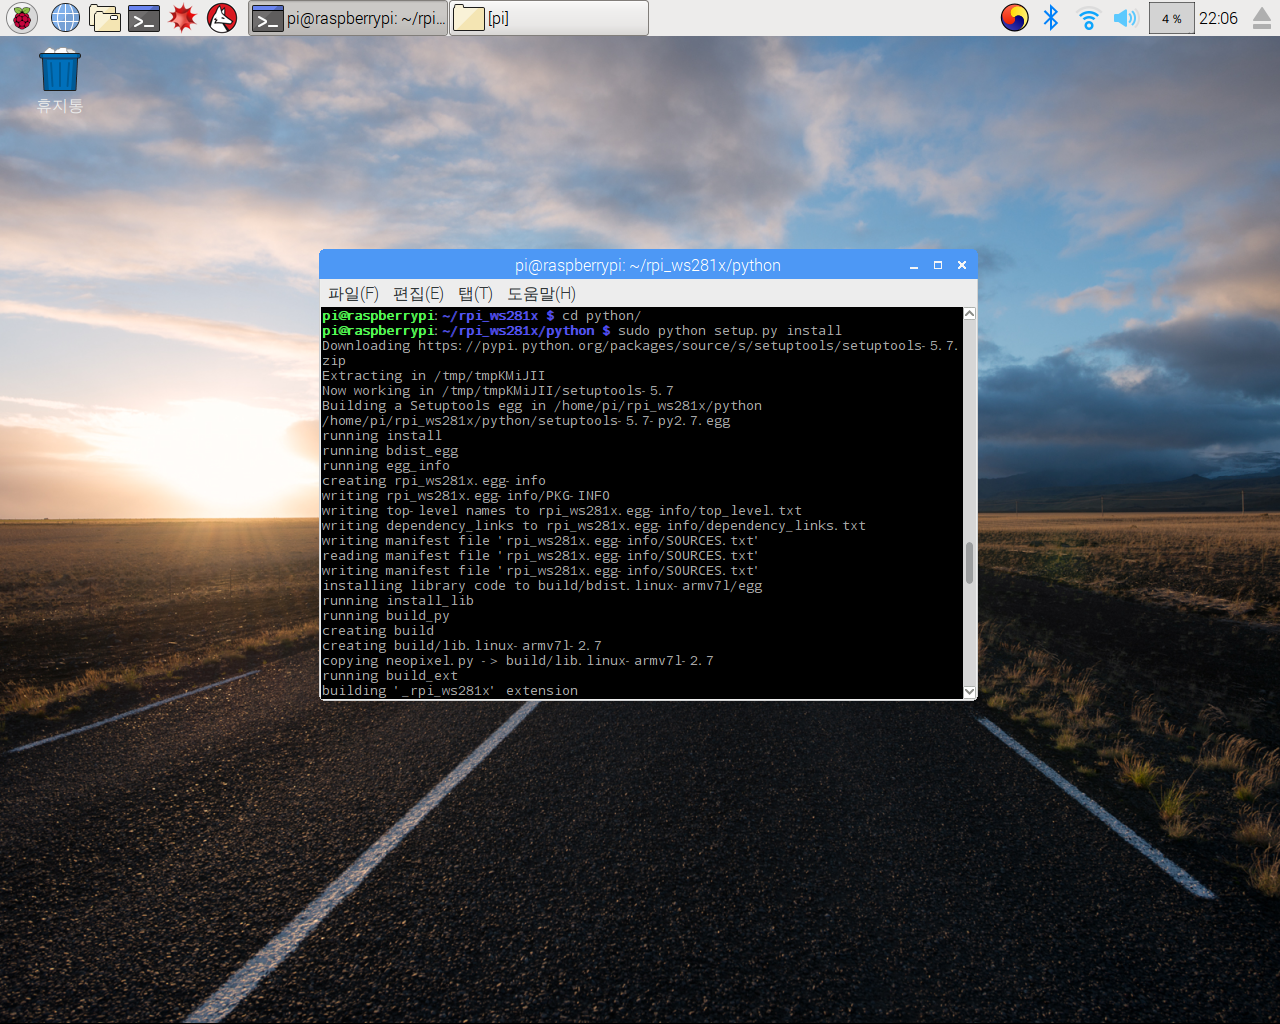 pi@raspberrypi: ~/rpi...
[pi]
4 %
22:06
휴지통
pi@raspberrypi: ~/rpi_ws281x/python
파일(F) 편집(E) 탭(T) 도움말(H)
pi@raspberrypi:~/rpi_ws281x $ cd python/
pi@raspberrypi:~/rpi_ws281x/python $ sudo python setup.py install
Downloading https://pypi.python.org/packages/source/s/setuptools/setuptools-5.7.
zip
Extracting in /tmp/tmpKMiJII
Now working in /tmp/tmpKMiJII/setuptools-5.7
Building a Setuptools egg in /home/pi/rpi_ws281x/python
/home/pi/rpi_ws281x/python/setuptools-5.7-py2.7.egg
running install
running bdist_egg
running egg_info
creating rpi_ws281x.egg-info
writing rpi_ws281x.egg-info/PKG-INFO
writing top-level names to rpi_ws281x.egg-info/top_level.txt
writing dependency_links to rpi_ws281x.egg-info/dependency_links.txt
writing manifest file 'rpi_ws281x.egg-info/SOURCES.txt'
reading manifest file 'rpi_ws281x.egg-info/SOURCES.txt'
writing manifest file 'rpi_ws281x.egg-info/SOURCES.txt'
installing library code to build/bdist.linux-armv7l/egg
running install_lib
running build_py
creating build
creating build/lib.linux-armv7l-2.7
copying neopixel.py -> build/lib.linux-armv7l-2.7
running build_ext
building '_rpi_ws281x' extension